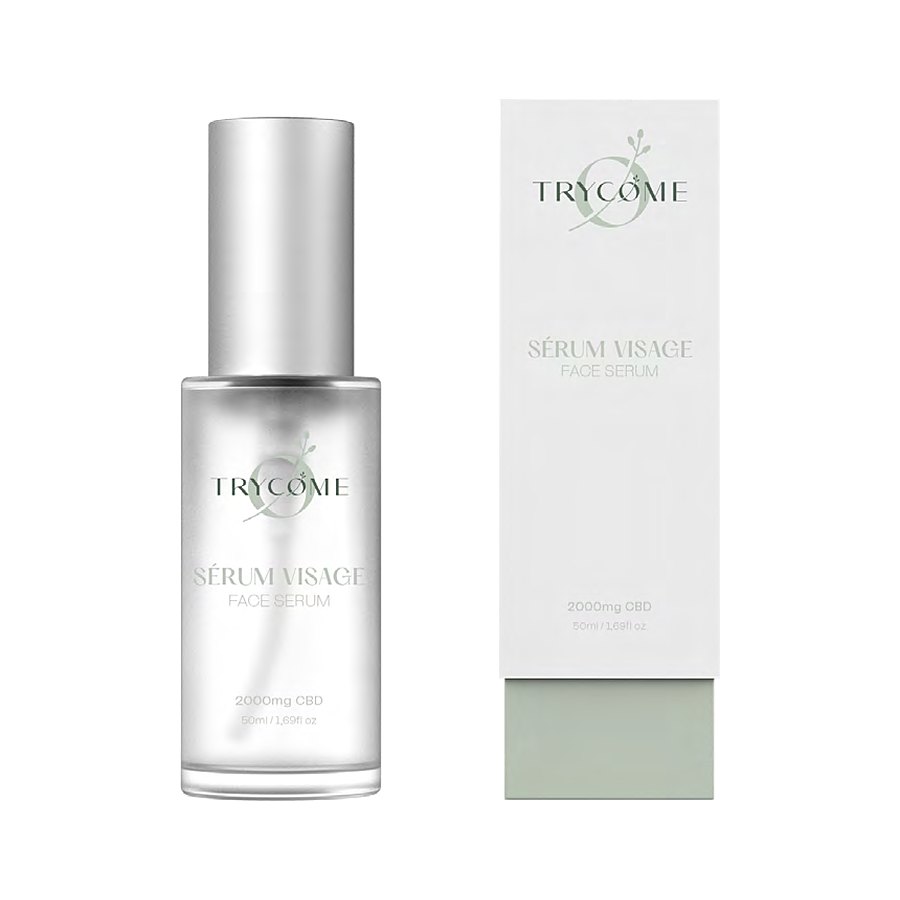 TRYCOME
SÉRUM VISAGE
FACE SERUM
2000mg CBD
50ml / 1,69fl oz
TRYCOME
SÉRUM VISAGE
FACE SERUM
2000mg CBD
50ml / 1,69fl oz